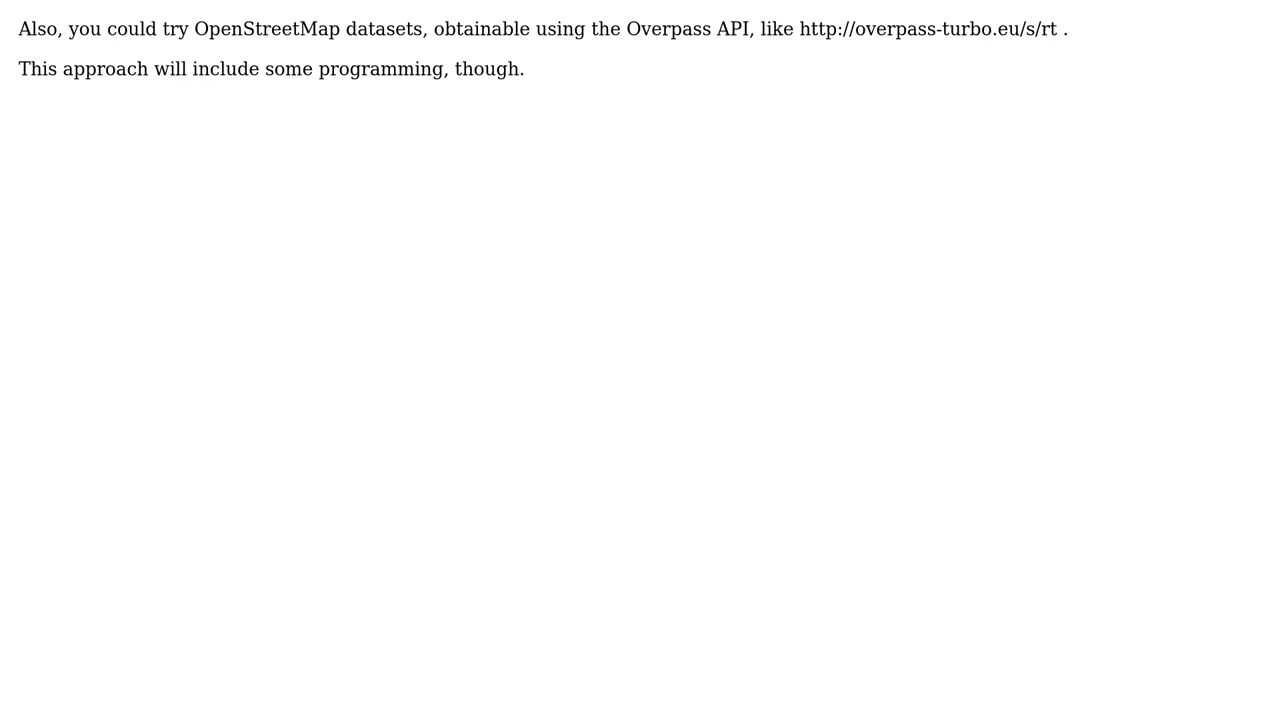 Also, you could try OpenStreetMap datasets, obtainable using the Overpass API, like http://overpass-turbo.eu/s/rt .
This approach will include some programming, though.